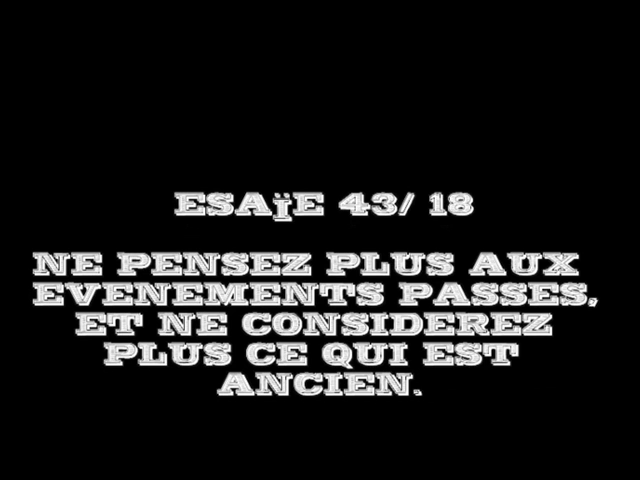 ESAÏE 43/ 18
NE PENSEZ PLUS AUX
EVENEMENTS PASSES,
ET NE CONSIDEREZ
PLUS CE QUI EST
ANCIEN.